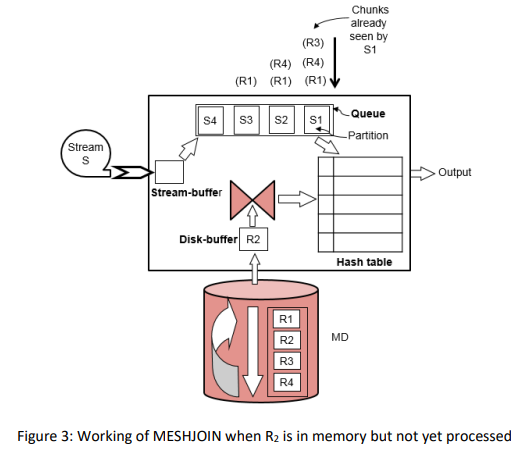 Chunks
already
seen by
S1
(R3)
(R4) (R4)
(R1) (R1) (R1)
S4 S3 S2 S1
Queue
Partition
Stream
S
Stream-buffer
Output
Disk-buffer R2
Hash table
R1
R2
R3
R4
MD
Figure 3: Working of MESHJOIN when R2 is in memory but not yet processed